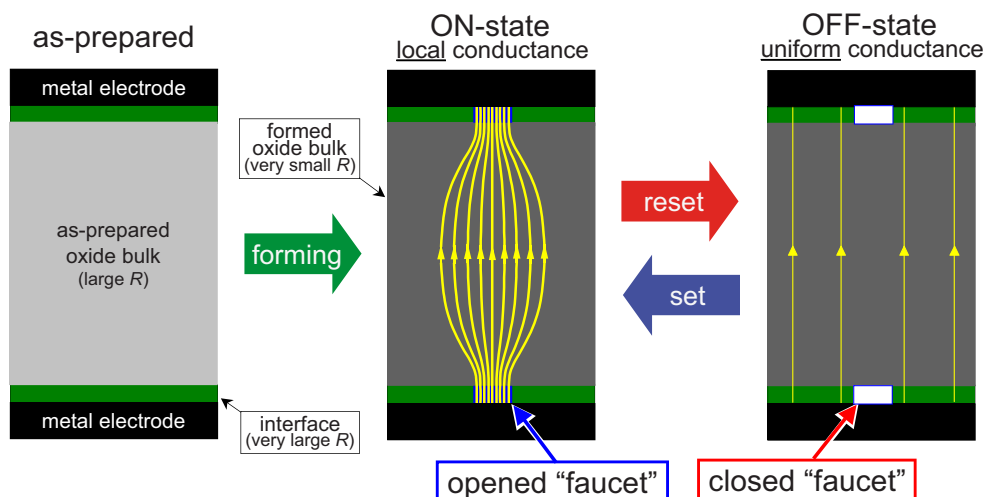 as-prepared
metal electrode
as-prepared
oxide bulk
(large R)
metal electrode
formed
oxide bulk
(very small R)
forming
interface
(very large R)
ON-state
local conductance
opened “faucet”
reset
set
OFF-state
uniform conductance
closed “faucet”